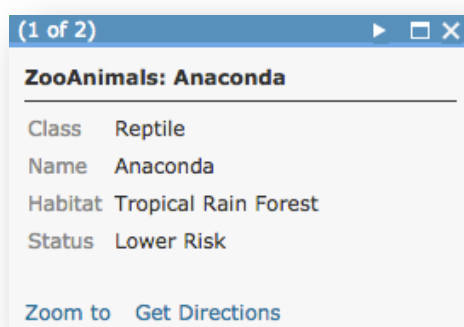 (1 of 2)
ZooAnimals: Anaconda
Class Reptile
Name Anaconda
Habitat Tropical Rain Forest
Status Lower Risk
Zoom to Get Directions